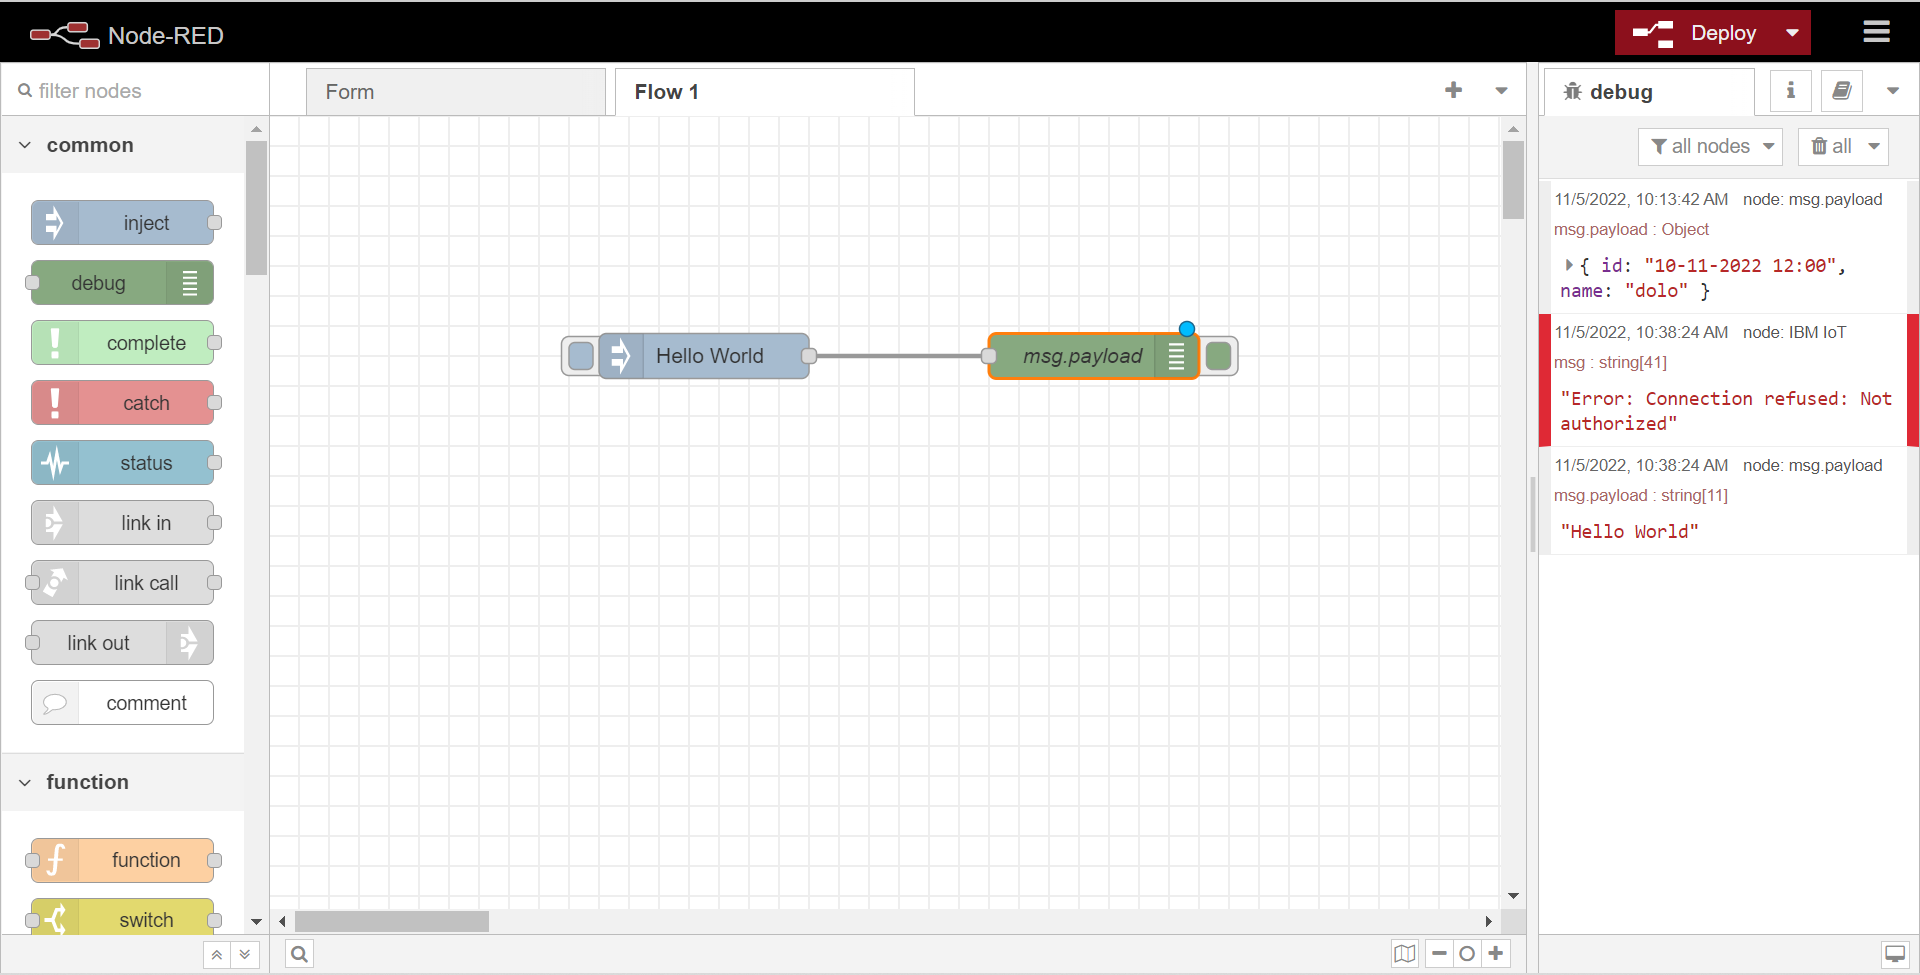 Node-RED
Deploy
filter nodes
Form
Flow 1
debug
i
common
all nodes
all
inject
debug
complete
catch
status
link in
link call
link out
comment
function
function
switch
Hello World
msg.payload
11/5/2022, 10:13:42 AM node: msg.payload
msg.payload : Object
{ id: "10-11-2022 12:00",
name: "dolo" }
11/5/2022, 10:38:24 AM node: IBM IoT
msg : string[41]
"Error: Connection refused: Not
authorized"
11/5/2022, 10:38:24 AM node: msg.payload
msg.payload : string[11]
"Hello World"